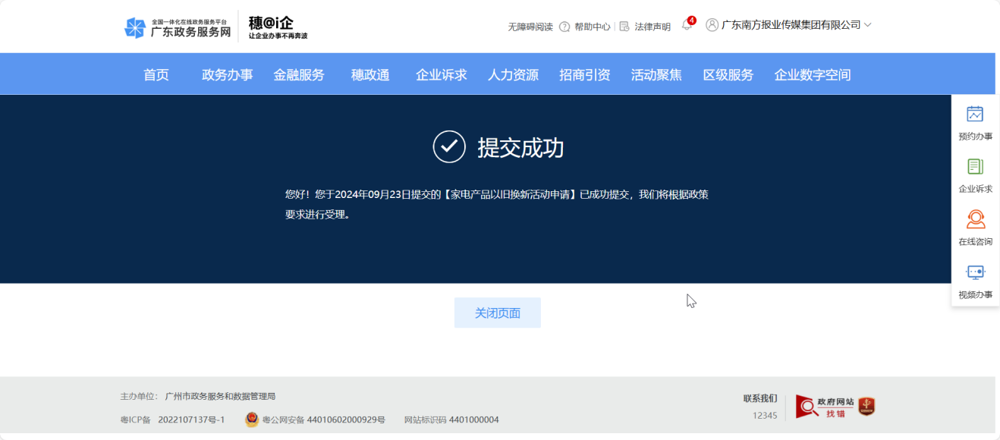 全国一体化在线政务服务平台
广东政务服务网
穗@i企
让企业办事不再奔波
无障碍阅读 帮助中心 法律声明 4 广东南方报业传媒集团有限公司
首页 政务办事 金融服务 穗政通 企业诉求 人力资源 招商引资 活动聚焦 区级服务 企业数字空间
提交成功
您好！您于2024年09月23日提交的【家电产品以旧换新活动申请】已成功提交，我们将根据政策
要求进行受理。
预约办事
企业诉求
在线咨询
视频办事
关闭页面
主办单位： 广州市政务服务和数据管理局
粤ICP备 2022107137号-1 粤公网安备 44010602000929号 网站标识码 4401000004
联系我们
12345
政府网站
找错